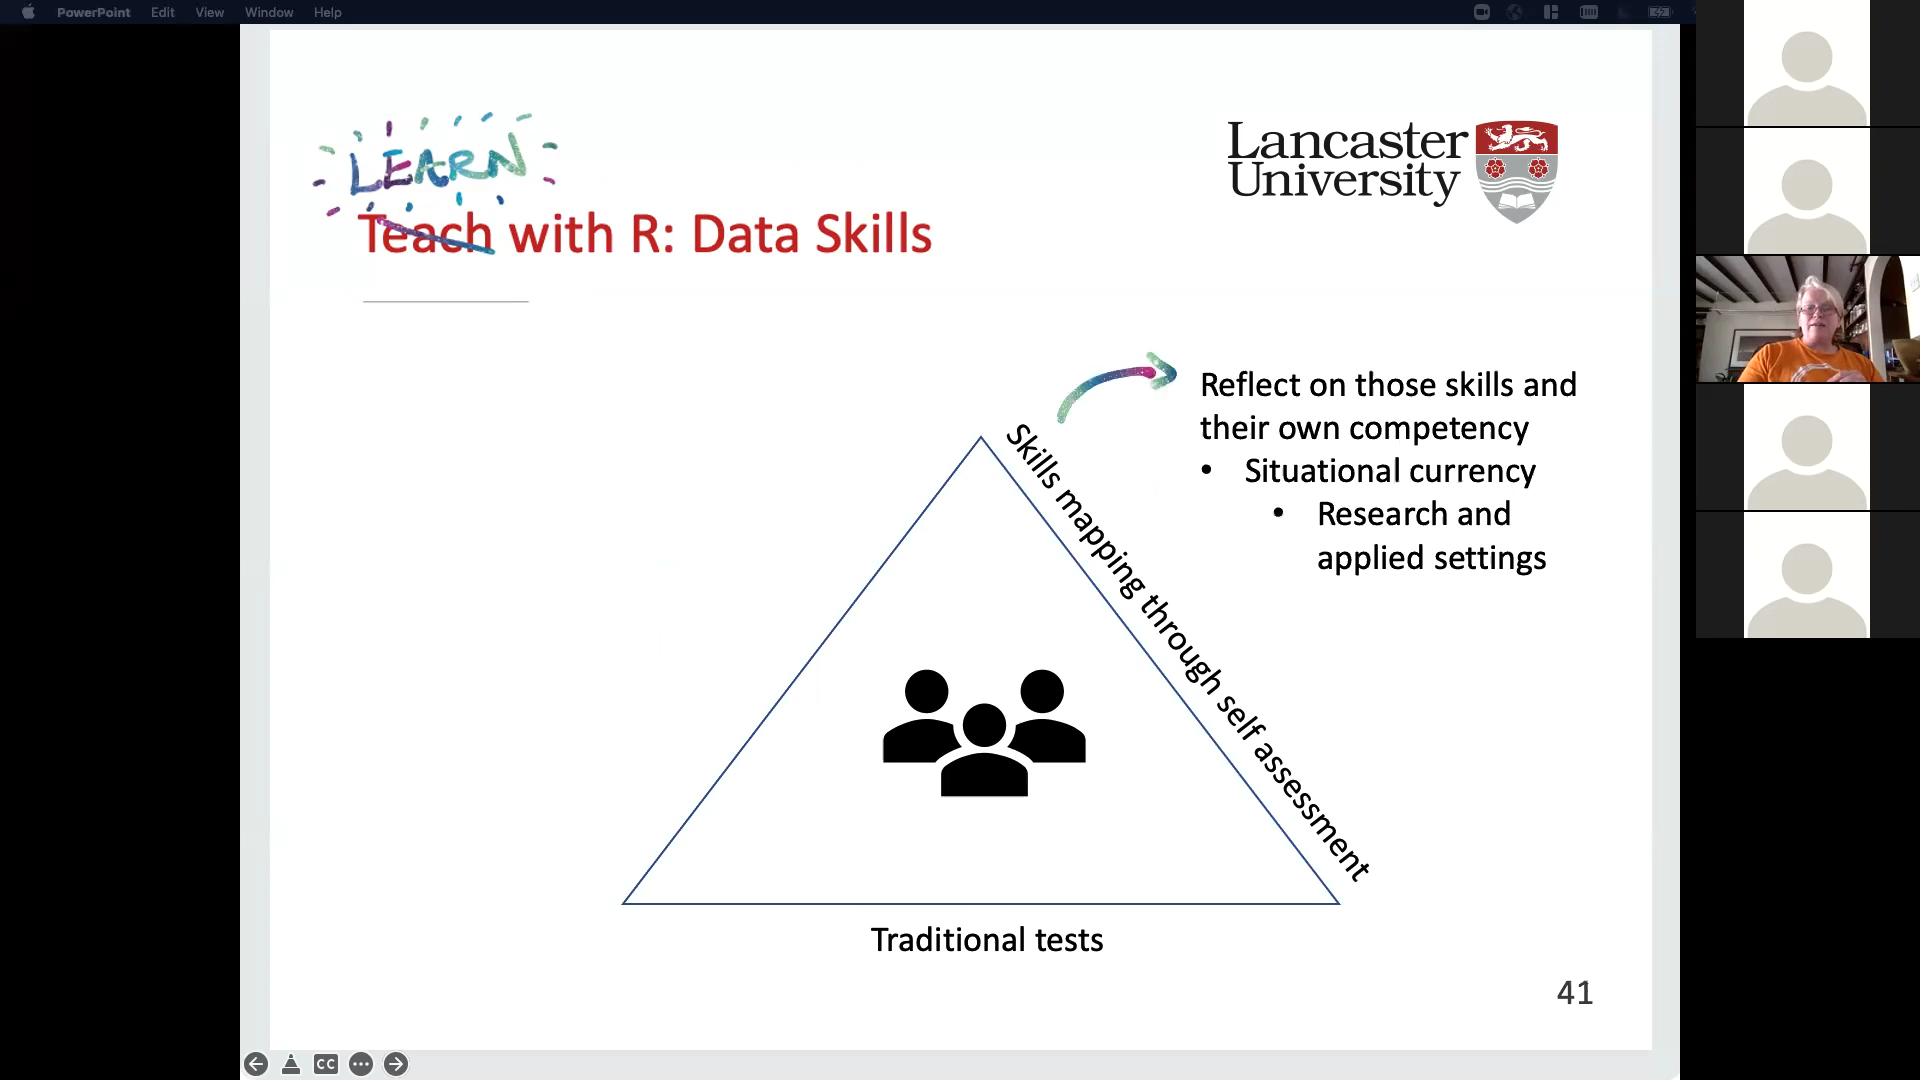 PowerPoint Edit View Window Help
LEARN
Teach with R: Data Skills
Lancaster
University
Reflect on those skills and
their own competency
• Situational currency
• Research and
applied settings
Skills mapping through self assessment
Traditional tests
41
CC